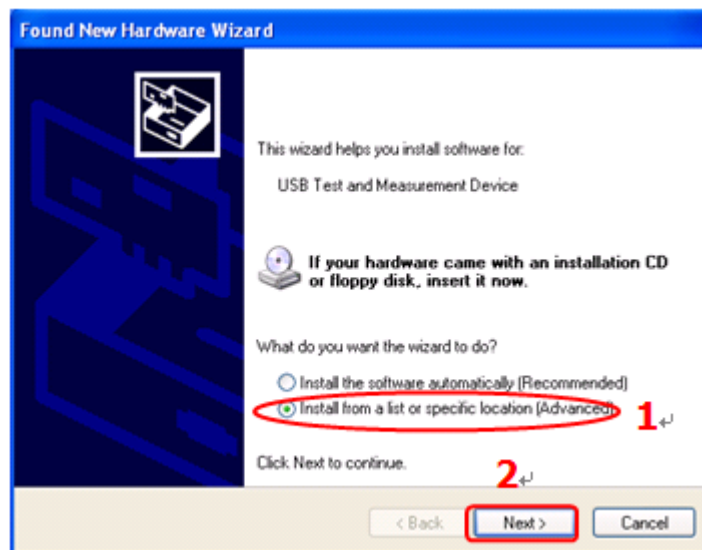 Found New Hardware Wizard
This wizard helps you install software for:
USB Test and Measurement Device
If your hardware came with an installation CD
or floppy disk, insert it now.
What do you want the wizard to do?
Install the software automatically (Recommended)
Install from a list or specific location (Advanced)
1↵
Click Next to continue.
2↵
< Back
Next >
Cancel